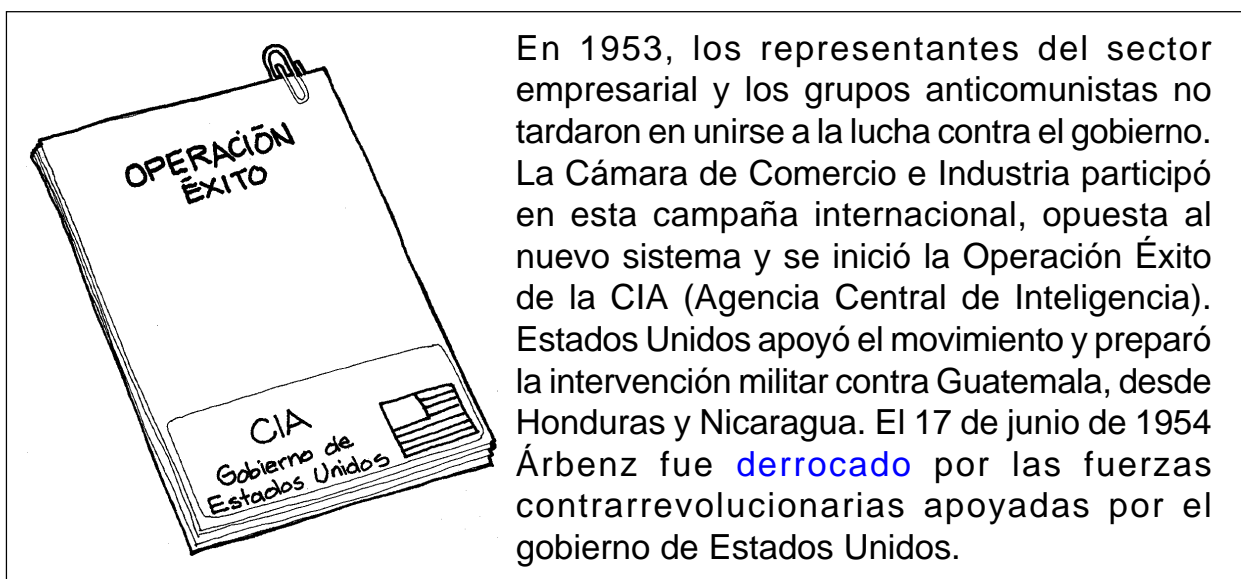 OPERACIÓN
ÉXITO
CIA
Gobierno de
Estados Unidos
En 1953, los representantes del sector
empresarial y los grupos anticomunistas no
tardaron en unirse a la lucha contra el gobierno.
La Cámara de Comercio e Industria participó
en esta campaña internacional, opuesta al
nuevo sistema y se inició la Operación Éxito
de la CIA (Agencia Central de Inteligencia).
Estados Unidos apoyó el movimiento y preparó
la intervención militar contra Guatemala, desde
Honduras y Nicaragua. El 17 de junio de 1954
Árbenz fue derrocado por las fuerzas
contrarrevolucionarias apoyadas por el
gobierno de Estados Unidos.